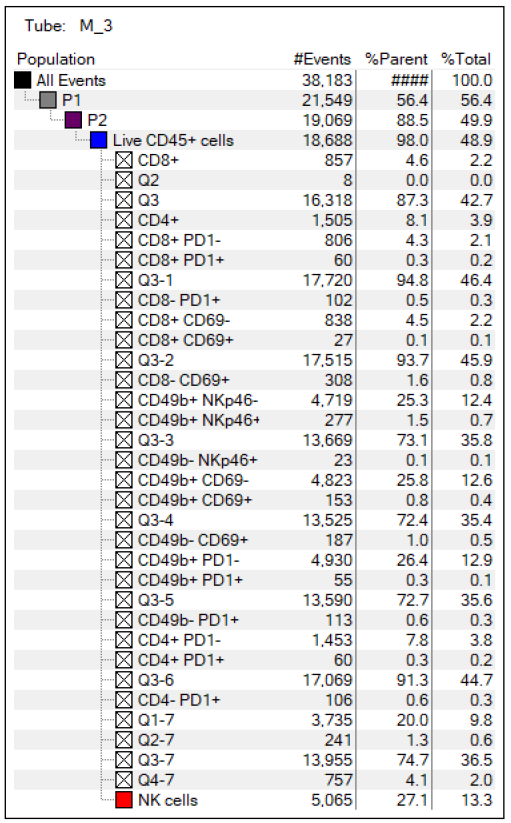 Tube: M_3
Population #Events %Parent %Total
All Events 38,183 #### 100.0
P1 21,549 56.4 56.4
P2 19,069 88.5 49.9
Live CD45+ cells 18,688 98.0 48.9
CD8+ 857 4.6 2.2
Q2 8 0.0 0.0
Q3 16,318 87.3 42.7
CD4+ 1,505 8.1 3.9
CD8+ PD1- 806 4.3 2.1
CD8+ PD1+ 60 0.3 0.2
Q3-1 17,720 94.8 46.4
CD8- PD1+ 102 0.5 0.3
CD8+ CD69- 838 4.5 2.2
CD8+ CD69+ 27 0.1 0.1
Q3-2 17,515 93.7 45.9
CD8- CD69+ 308 1.6 0.8
CD49b+ NKp46- 4,719 25.3 12.4
CD49b+ NKp46+ 277 1.5 0.7
Q3-3 13,669 73.1 35.8
CD49b- NKp46+ 23 0.1 0.1
CD49b+ CD69- 4,823 25.8 12.6
CD49b+ CD69+ 153 0.8 0.4
Q3-4 13,525 72.4 35.4
CD49b- CD69+ 187 1.0 0.5
CD49b+ PD1- 4,930 26.4 12.9
CD49b+ PD1+ 55 0.3 0.1
Q3-5 13,590 72.7 35.6
CD49b- PD1+ 113 0.6 0.3
CD4+ PD1- 1,453 7.8 3.8
CD4+ PD1+ 60 0.3 0.2
Q3-6 17,069 91.3 44.7
CD4- PD1+ 106 0.6 0.3
Q1-7 3,735 20.0 9.8
Q2-7 241 1.3 0.6
Q3-7 13,955 74.7 36.5
Q4-7 757 4.1 2.0
NK cells 5,065 27.1 13.3